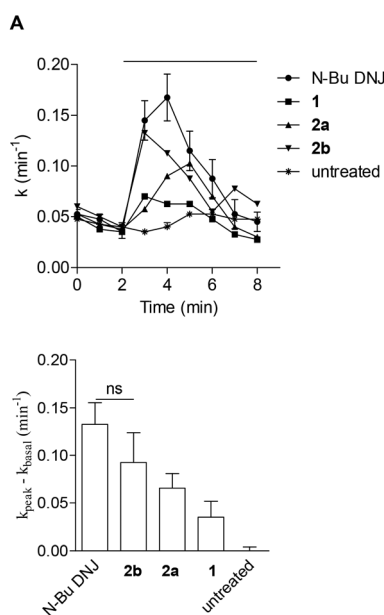 A
0.20
0.15
0.10
0.05
0.00
k (min-1)
0 2 4 6 8
Time (min)
N-Bu DNJ
1
2a
2b
untreated
0.20
0.15
0.10
0.05
0.00
kpeak - kbasal (min-1)
ns
N-Bu DNJ 2b 2a 1 untreated